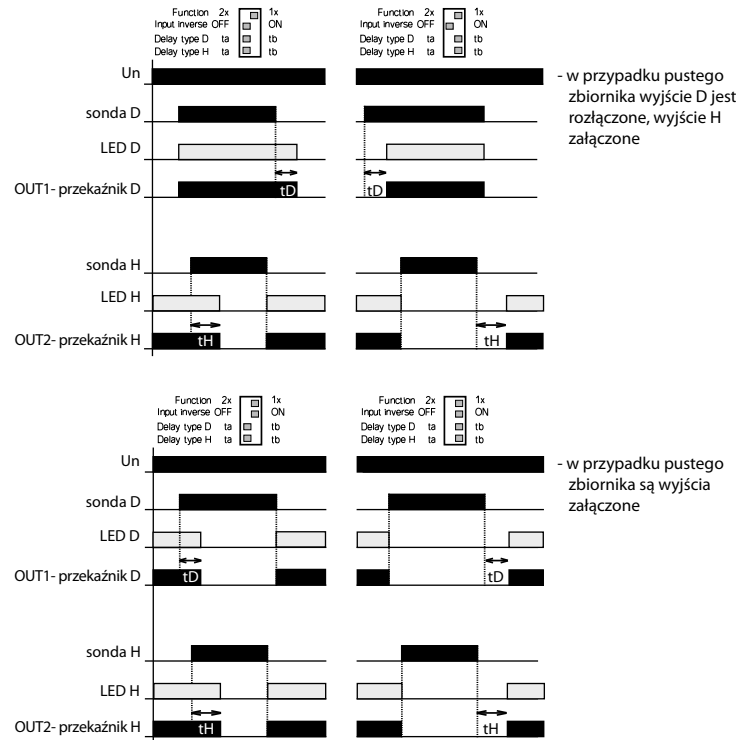 Function 2x 1x
Input inverse OFF ON
Delay type D ta tb
Delay type H ta tb
Function 2x 1x
Input inverse OFF ON
Delay type D ta tb
Delay type H ta tb
Un
- w przypadku pustego
zbiornika wyjście D jest
rozłączone, wyjście H
załączone
sonda D
LED D
OUT1- przekaźnik D
tD
tD
sonda H
LED H
OUT2- przekaźnik H
tH
tH
Function 2x 1x
Input inverse OFF ON
Delay type D ta tb
Delay type H ta tb
Function 2x 1x
Input inverse OFF ON
Delay type D ta tb
Delay type H ta tb
Un
- w przypadku pustego
zbiornika są wyjścia
załączone
sonda D
LED D
OUT1- przekaźnik D
tD
tD
sonda H
LED H
OUT2- przekaźnik H
tH
tH